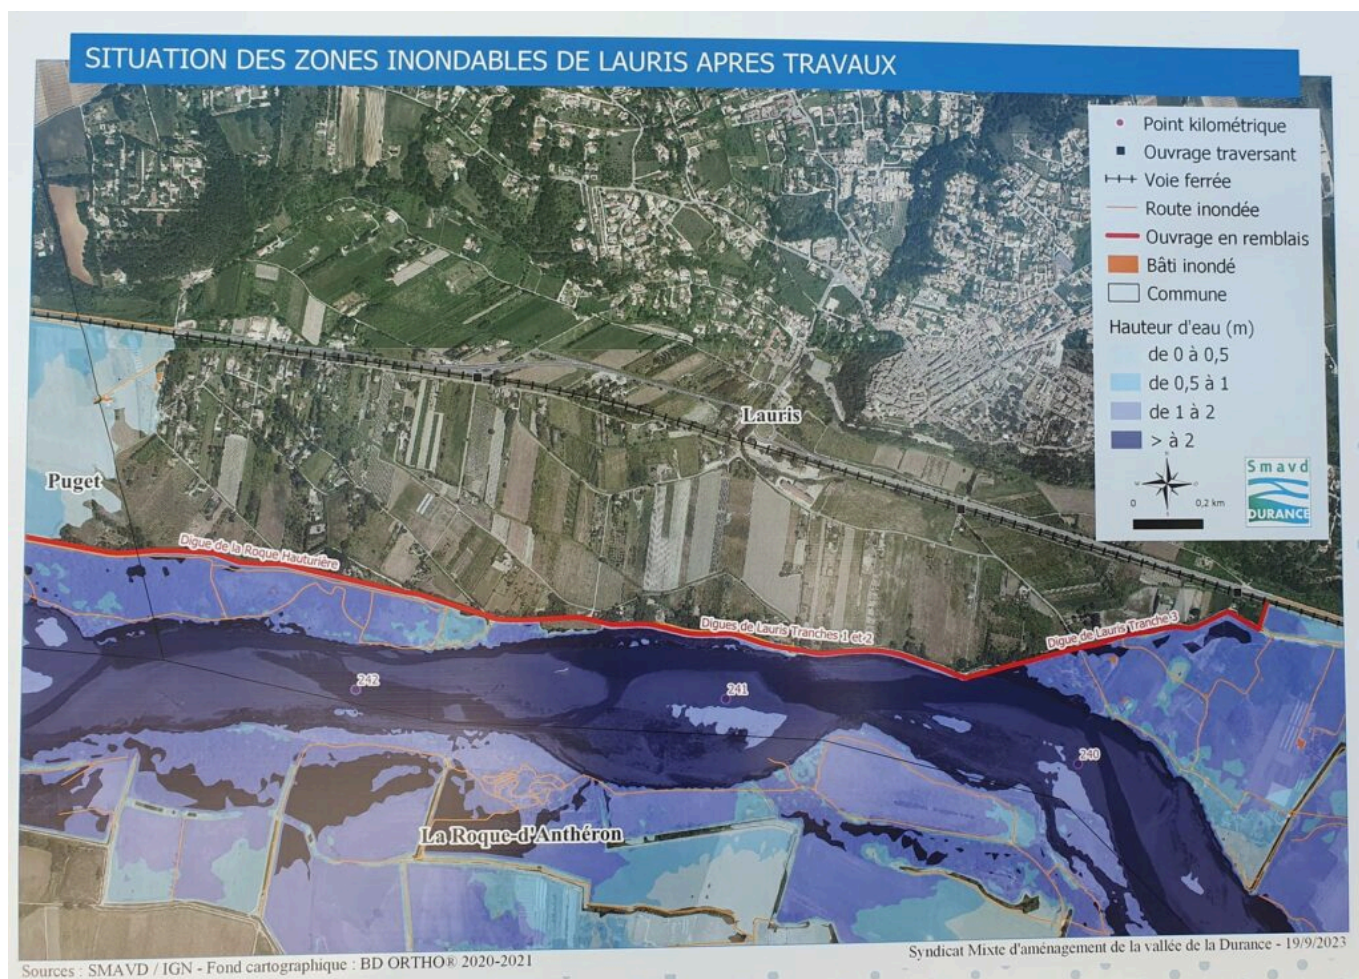 SITUATION DES ZONES INONDABLES DE LAURIS APRES TRAVAUX
Point kilométrique
Ouvrage traversant
Voie ferrée
Route inondée
Ouvrage en remblais
Bâti inondé
Commune
Hauteur d'eau (m)
de 0 à 0,5
de 0,5 à 1
de 1 à 2
> à 2
N
O
E
S
0
0,2 km
Smavd
DURANCE
Lauris
Puget
Digue de la Roque Hauturière
Digues de Lauris Tranches 1 et 2
Digue de Lauris Tranche 3
242
241
240
La Roque-d'Anthéron
Sources : SMAVD / IGN - Fond cartographique : BD ORTHO® 2020-2021
Syndicat Mixte d'aménagement de la vallée de la Durance - 19/9/2023